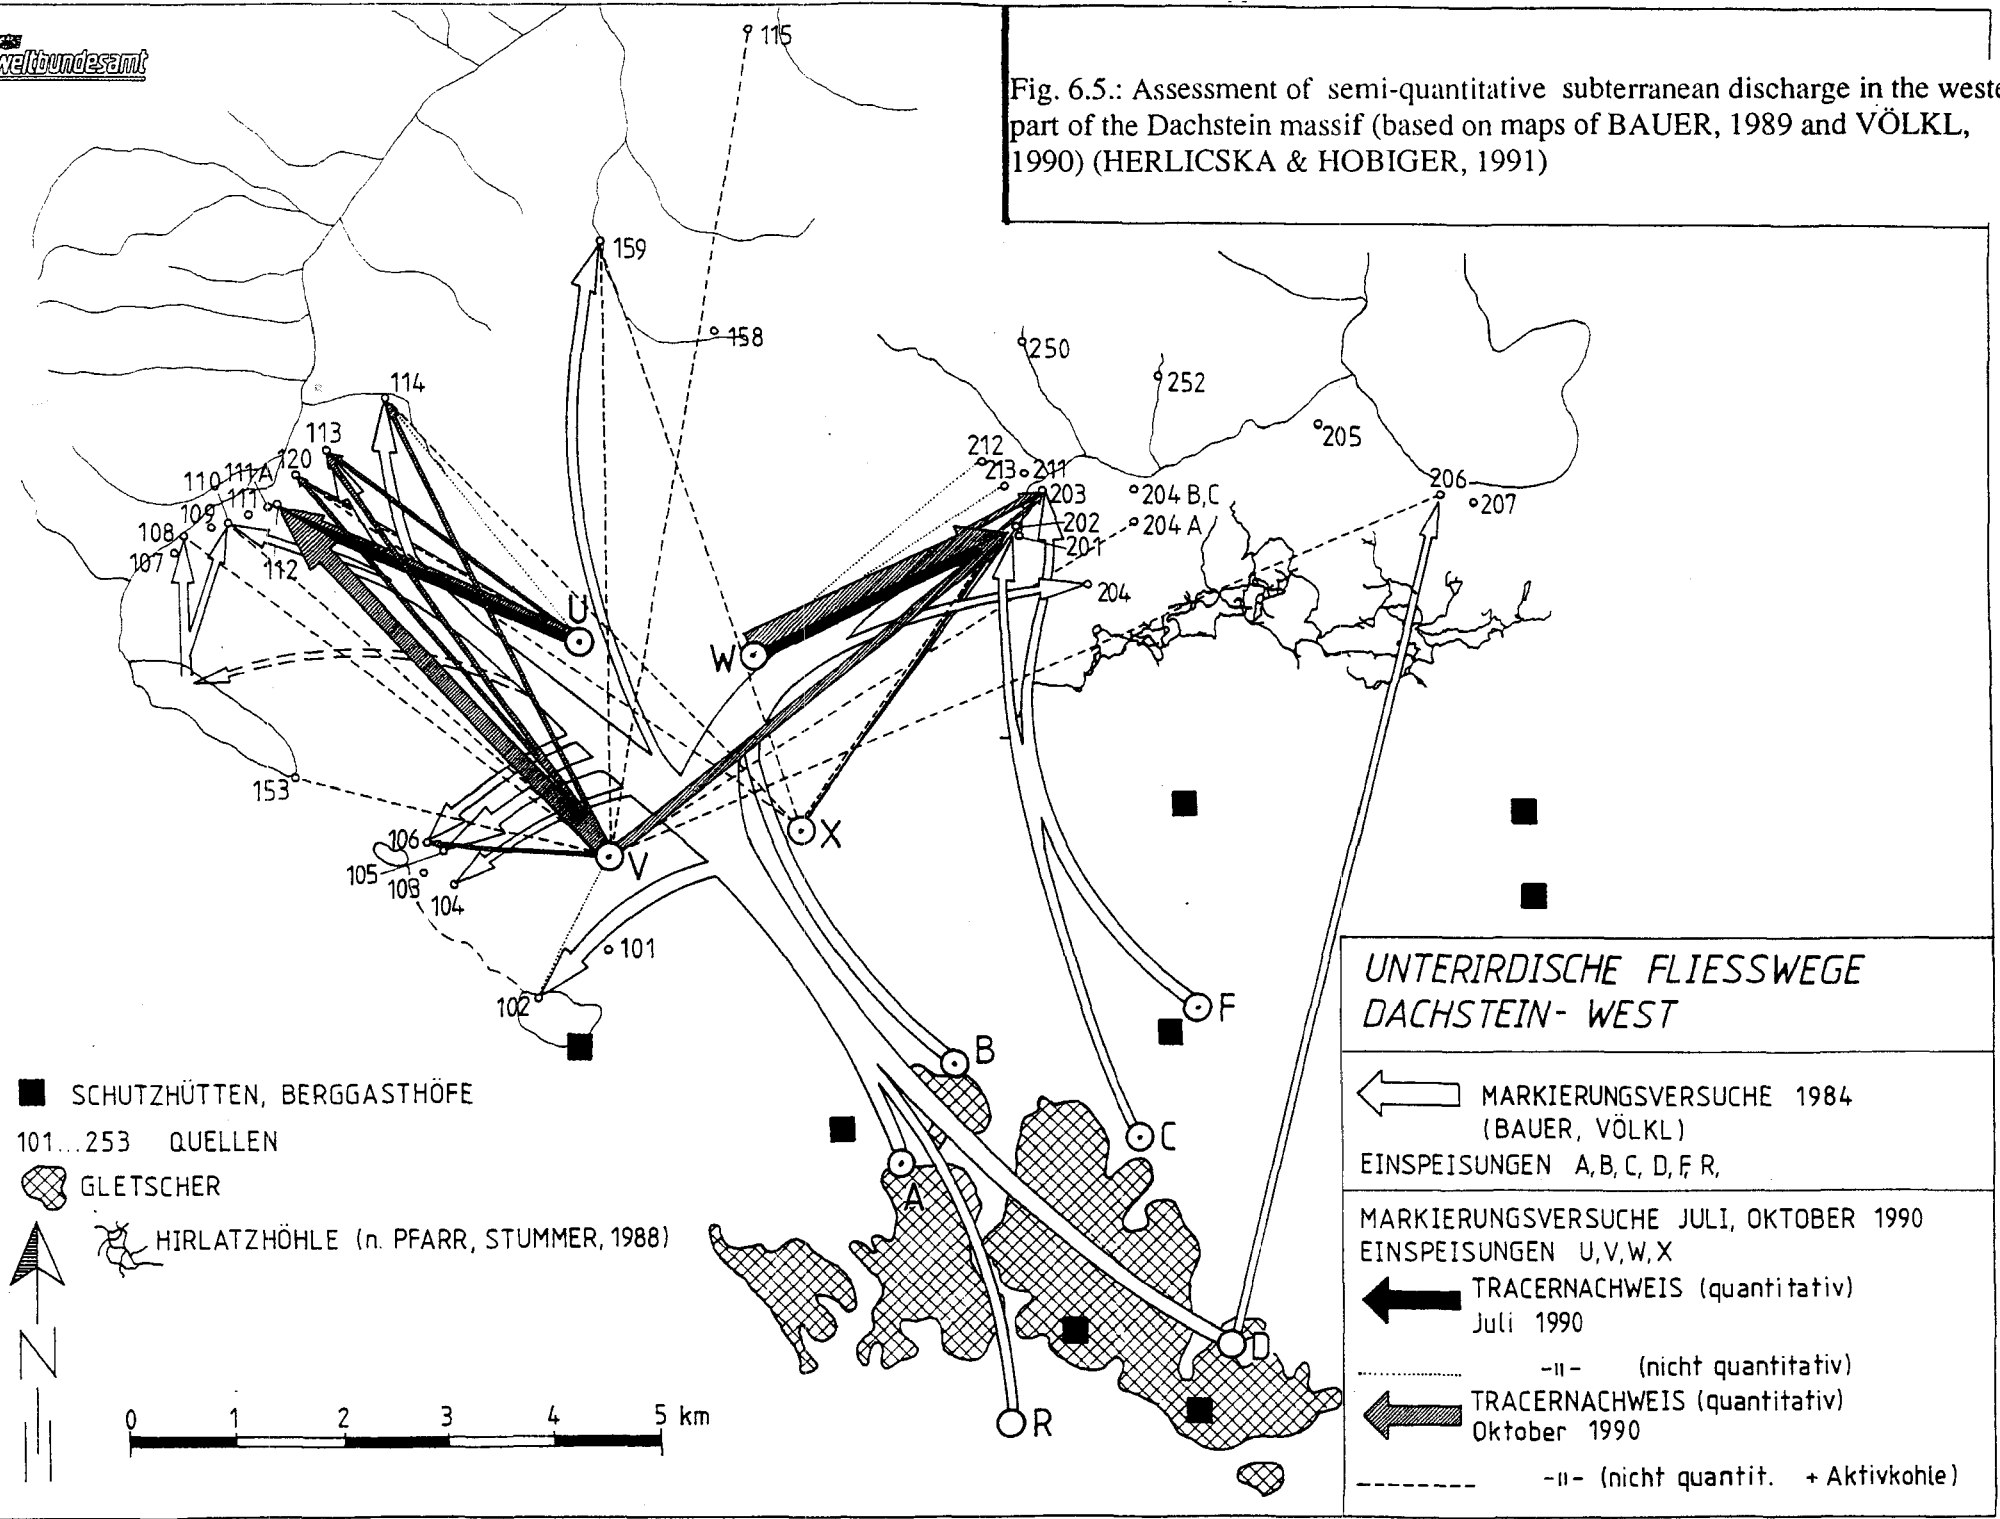 weltbundesamt
Fig. 6.5.: Assessment of semi-quantitative subterranean discharge in the weste
part of the Dachstein massif (based on maps of BAUER, 1989 and VÖLKL,
1990) (HERLICSKA & HOBIGER, 1991)
115
159
158
250
252
114
113
120
111A
110
111
109
108
107
112
212
213
211
203
204 B,C
202
204 A
201
204
205
206
207
U
W
X
V
153
106
105
103
104
101
102
B
F
C
A
D
R
SCHUTZHÜTTEN, BERGGASTHÖFE
101...253 QUELLEN
GLETSCHER
HIRLATZHÖHLE (n. PFARR, STUMMER, 1988)
N
0 1 2 3 4 5 km
UNTERIRDISCHE FLIESSWEGE
DACHSTEIN- WEST
MARKIERUNGSVERSUCHE 1984
(BAUER, VÖLKL)
EINSPEISUNGEN A, B, C, D, F, R,
MARKIERUNGSVERSUCHE JULI, OKTOBER 1990
EINSPEISUNGEN U,V,W,X
TRACERNACHWEIS (quantitativ)
Juli 1990
-"- (nicht quantitativ)
TRACERNACHWEIS (quantitativ)
Oktober 1990
-"- (nicht quantit. + Aktivkohle)